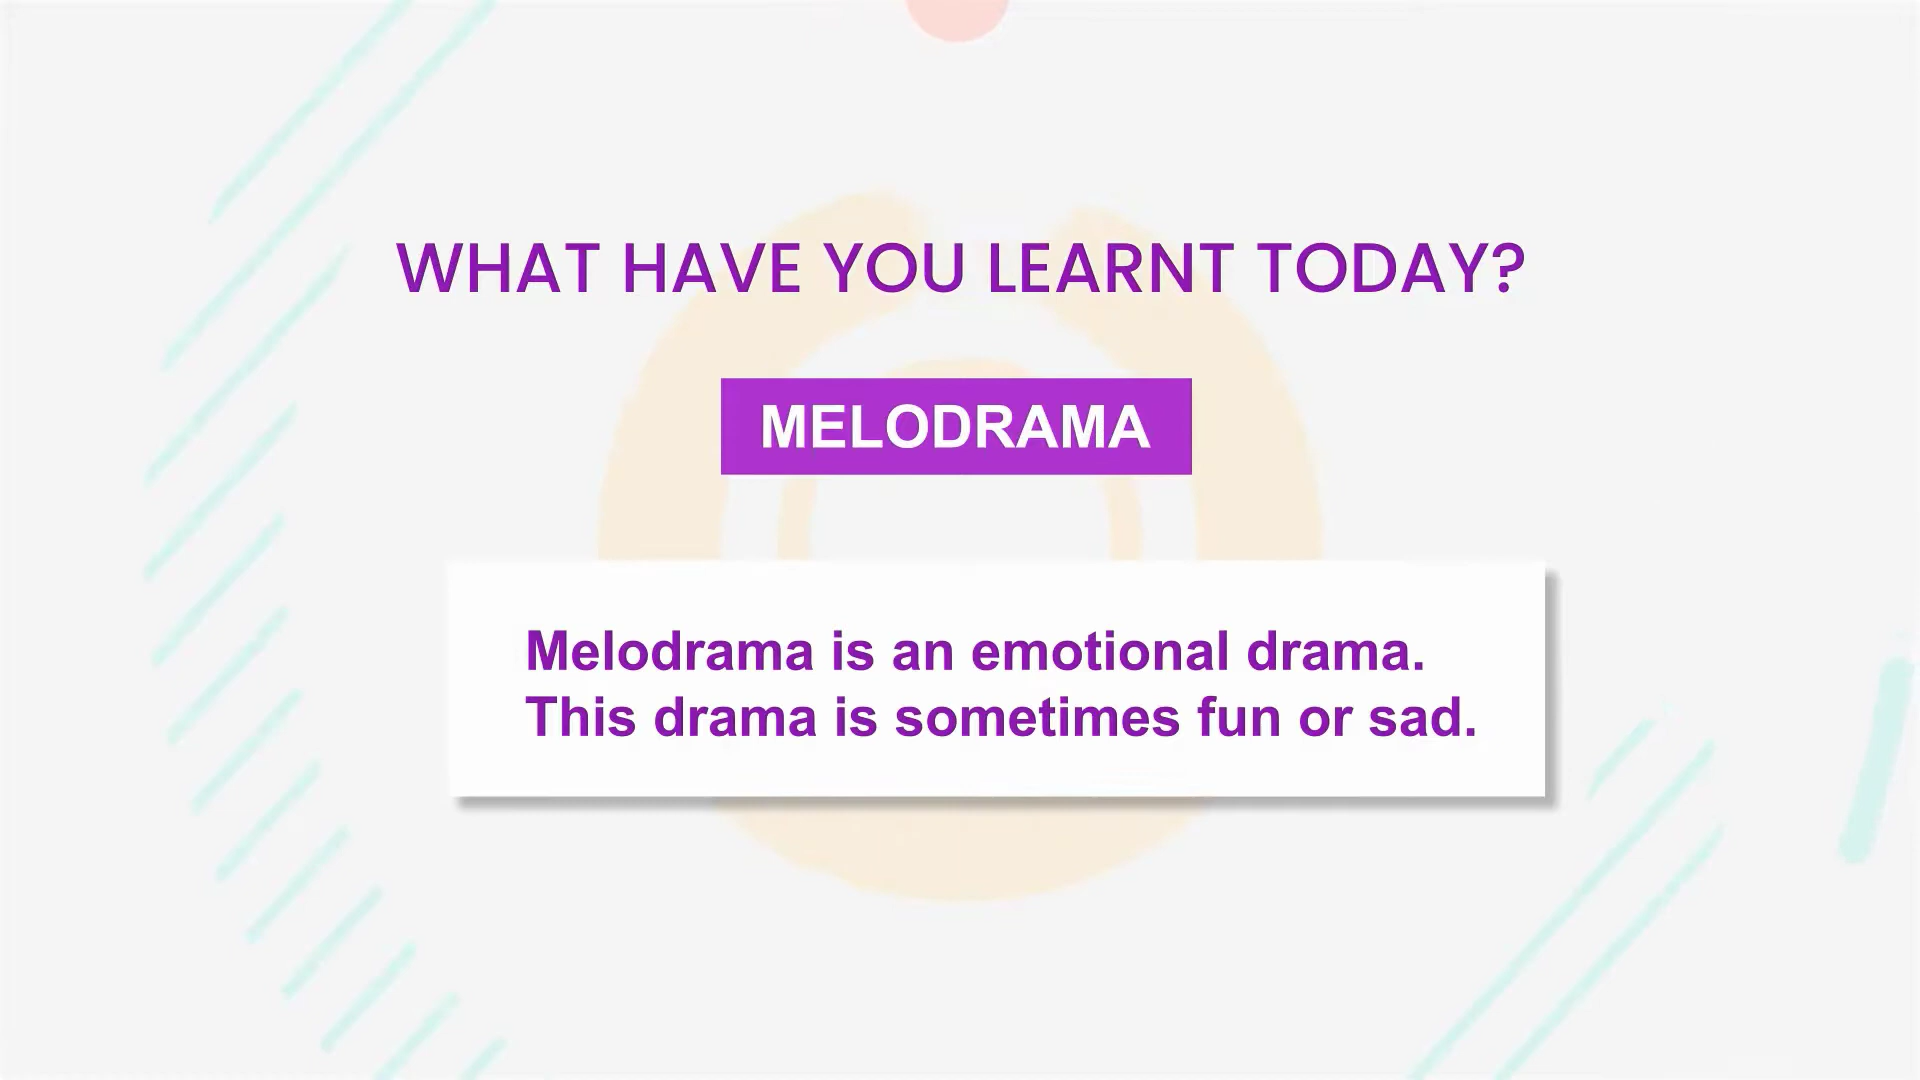 WHAT HAVE YOU LEARNT TODAY?
MELODRAMA
Melodrama is an emotional drama.
This drama is sometimes fun or sad.